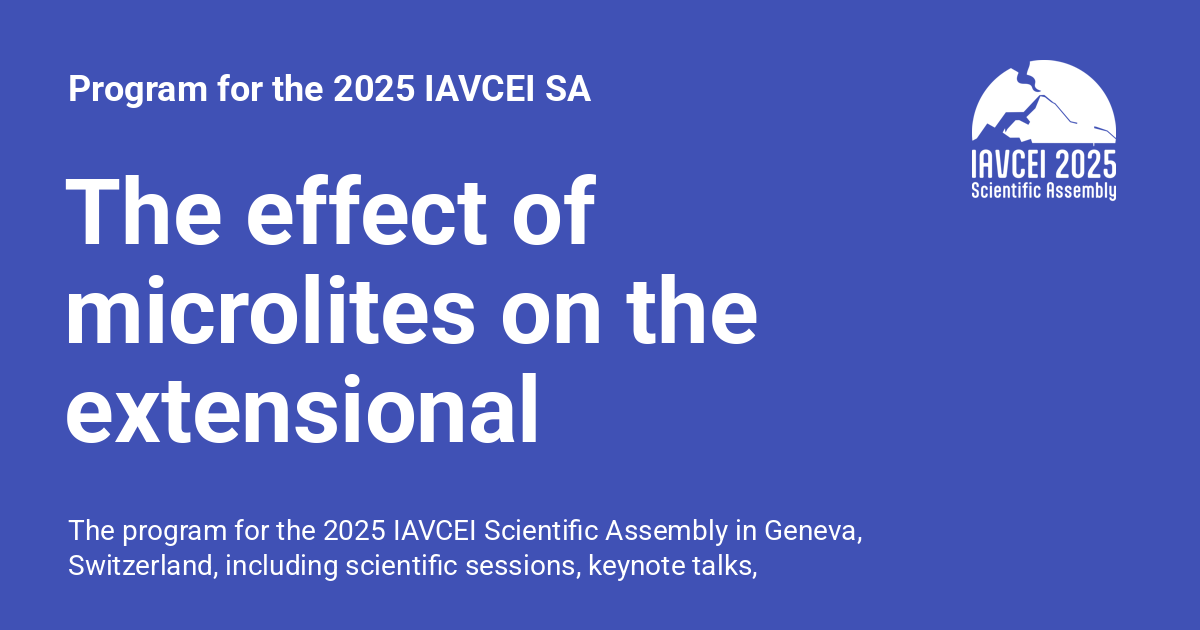 Program for the 2025 IAVCEI SA
IAVCEI 2025
Scientific Assembly
The effect of
microlites on the
extensional
The program for the 2025 IAVCEI Scientific Assembly in Geneva,
Switzerland, including scientific sessions, keynote talks,